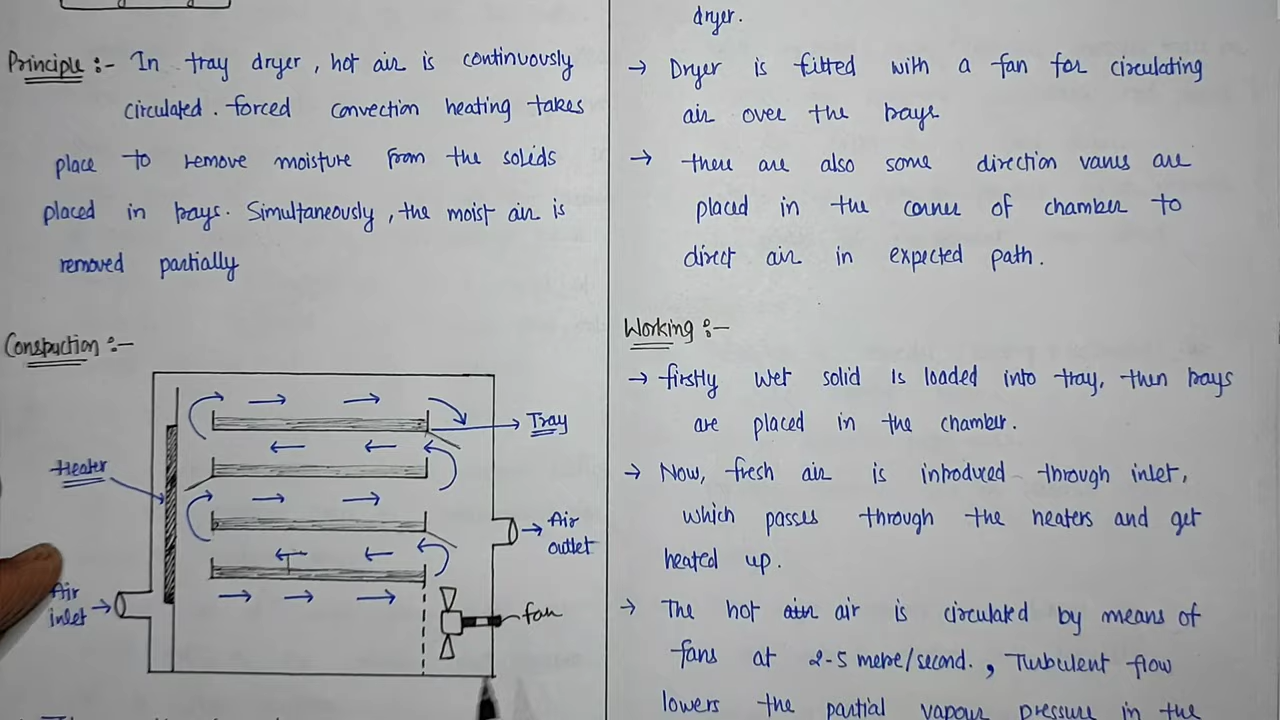 Principle :- In tray dryer, hot air is continuously
circulated. forced convection heating takes
place to remove moisture from the solids
placed in trays. Simultaneously, the moist air is
removed partially
Construction :-
Tray
Heater
Air
outlet
Air
inlet
fan
dryer.
→ Dryer is fitted with a fan for circulating
air over the trays
→ there are also some direction vanes are
placed in the corner of chamber to
direct air in expected path.
Working :-
→ firstly wet solid is loaded into tray, then trays
are placed in the chamber.
→ Now, fresh air is introduced through inlet,
which passes through the heaters and get
heated up.
→ The hot air is circulated by means of
fans at 2-5 metre/second., Turbulent flow
lowers the partial vapour pressure in the